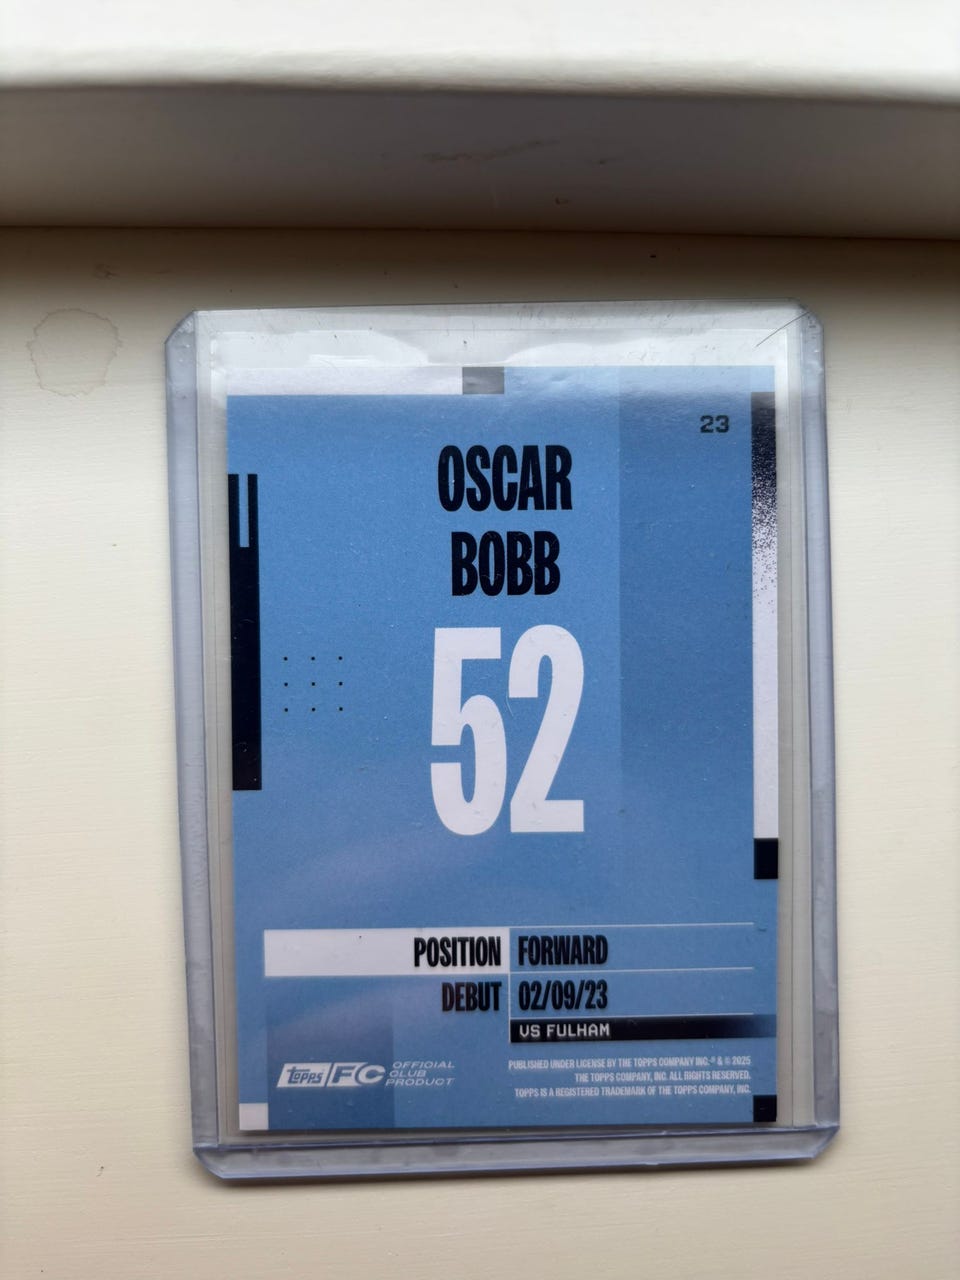 23
OSCAR
BOBB
52
POSITION FORWARD
DEBUT 02/09/23
VS FULHAM
Topps FC OFFICIAL
CLUB
PRODUCT
PUBLISHED UNDER LICENSE BY THE TOPPS COMPANY INC.® & © 2025
THE TOPPS COMPANY, INC. ALL RIGHTS RESERVED.
TOPPS IS A REGISTERED TRADEMARK OF THE TOPPS COMPANY, INC.